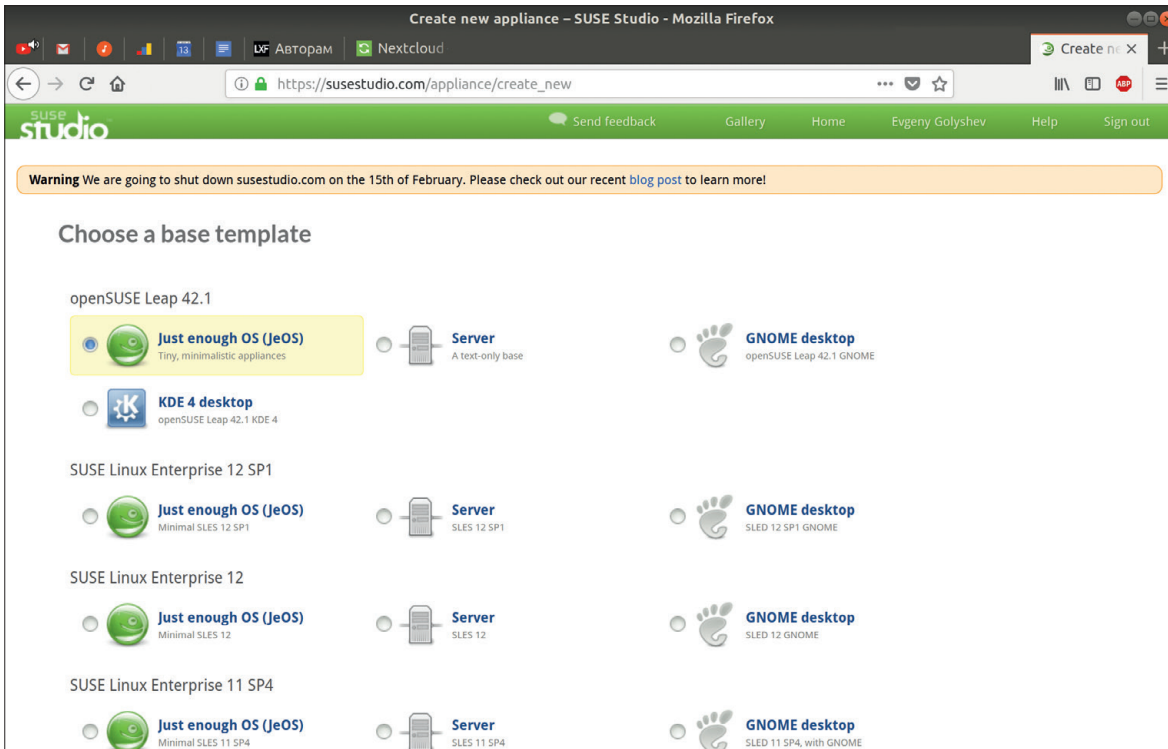 Create new appliance – SUSE Studio - Mozilla Firefox
13 LXF Авторам Nextcloud Create ne
https://susestudio.com/appliance/create_new ABP
SUSE studio Send feedback Gallery Home Evgeny Golyshev Help Sign out
Warning We are going to shut down susestudio.com on the 15th of February. Please check out our recent blog post to learn more!
Choose a base template
openSUSE Leap 42.1
Just enough OS (JeOS) Server GNOME desktop
Tiny, minimalistic appliances A text-only base openSUSE Leap 42.1 GNOME
KDE 4 desktop
openSUSE Leap 42.1 KDE 4
SUSE Linux Enterprise 12 SP1
Just enough OS (JeOS) Server GNOME desktop
Minimal SLES 12 SP1 SLES 12 SP1 SLED 12 SP1 GNOME
SUSE Linux Enterprise 12
Just enough OS (JeOS) Server GNOME desktop
Minimal SLES 12 SLES 12 SLED 12 GNOME
SUSE Linux Enterprise 11 SP4
Just enough OS (JeOS) Server GNOME desktop
Minimal SLES 11 SP4 SLES 11 SP4 SLED 11 SP4, with GNOME